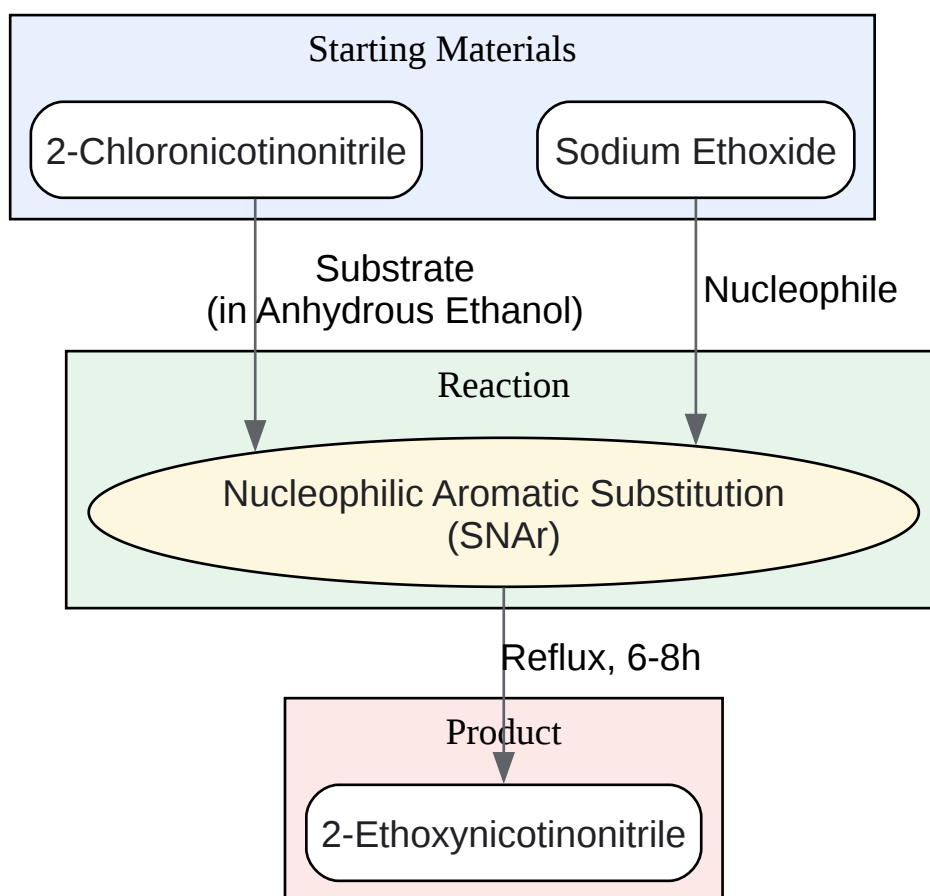 Starting Materials
2-Chloronicotinonitrile
Sodium Ethoxide
Substrate
(in Anhydrous Ethanol)
Nucleophile
Reaction
Nucleophilic Aromatic Substitution
(SNAr)
Reflux, 6-8h
Product
2-Ethoxynicotinonitrile